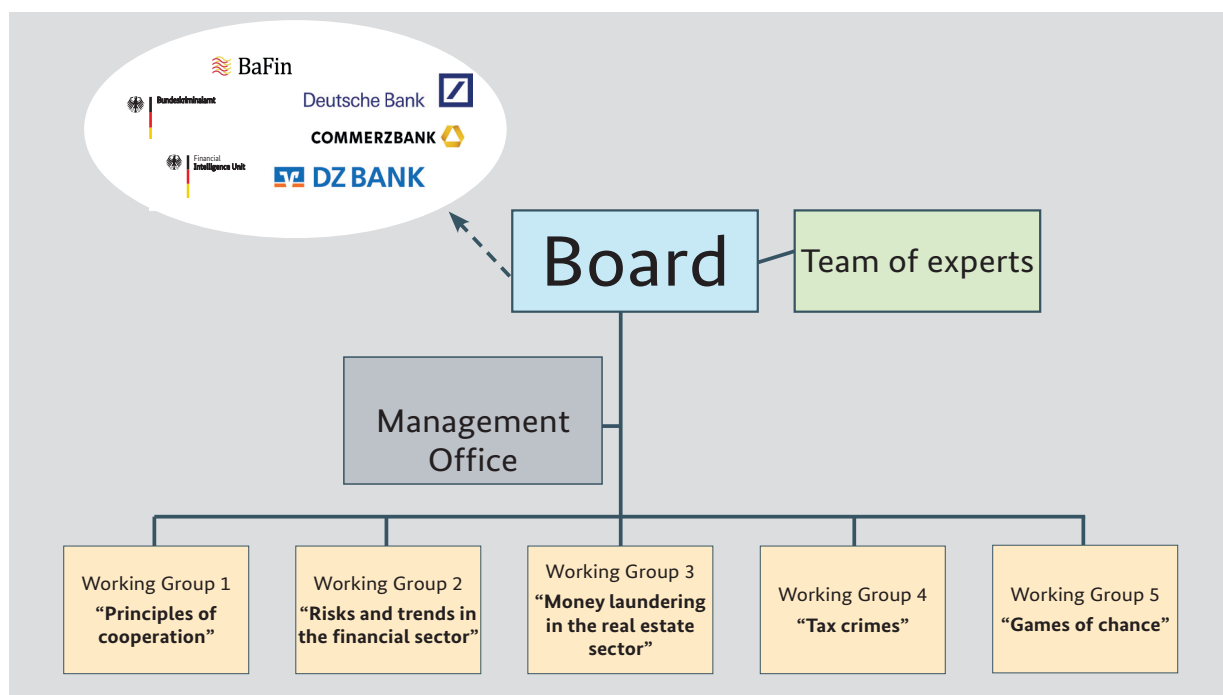 BaFin
Bundeskriminalamt
Deutsche Bank
COMMERZBANK
Financial
Intelligence Unit
DZ BANK
Board
Team of experts
Management
Office
Working Group 1
“Principles of
cooperation”
Working Group 2
“Risks and trends in
the financial sector”
Working Group 3
“Money laundering
in the real estate
sector”
Working Group 4
“Tax crimes”
Working Group 5
“Games of chance”